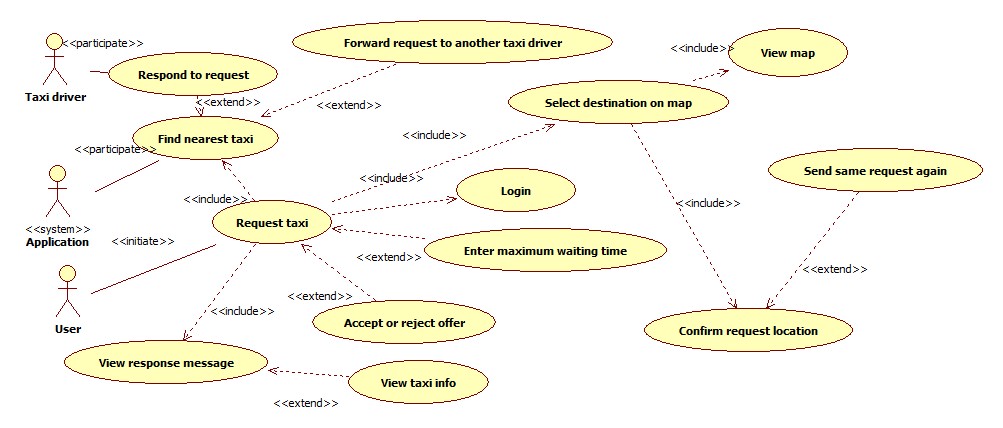 <<participate>>
Taxi driver
Respond to request
Forward request to another taxi driver
<<include>>
View map
<<extend>>
<<extend>>
Select destination on map
Find nearest taxi
<<include>>
<<participate>>
<<system>>
Application
<<include>>
<<include>>
Login
Send same request again
<<include>>
Request taxi
<<initiate>>
User
Enter maximum waiting time
<<extend>>
<<extend>>
<<extend>>
<<include>>
Accept or reject offer
Confirm request location
View response message
View taxi info
<<extend>>